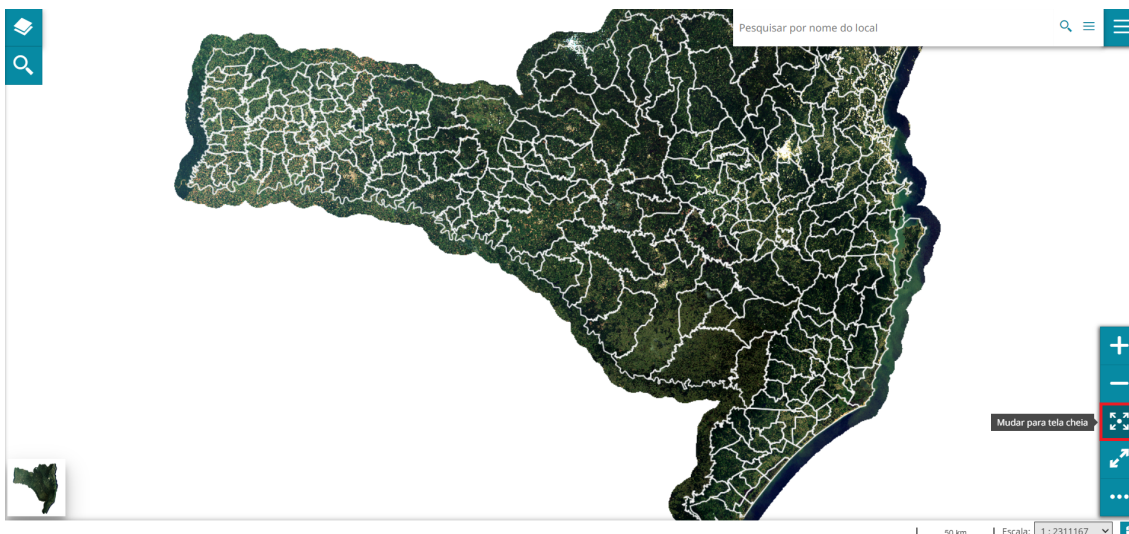 Pesquisar por nome do local
Mudar para tela cheia
50 km
Escala:
1 : 2311167